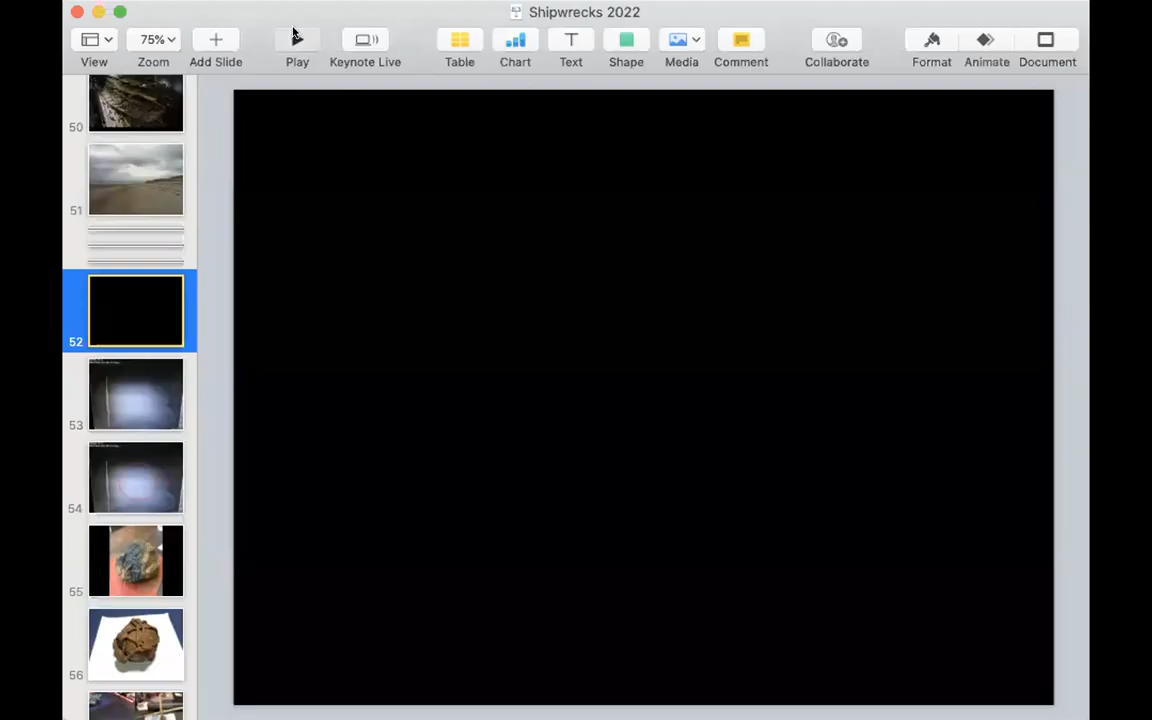 Shipwrecks 2022
75%
View
Zoom
Add Slide
Play
Keynote Live
Table
Chart
Text
Shape
Media
Comment
Collaborate
Format
Animate
Document
50
51
52
53
54
55
56